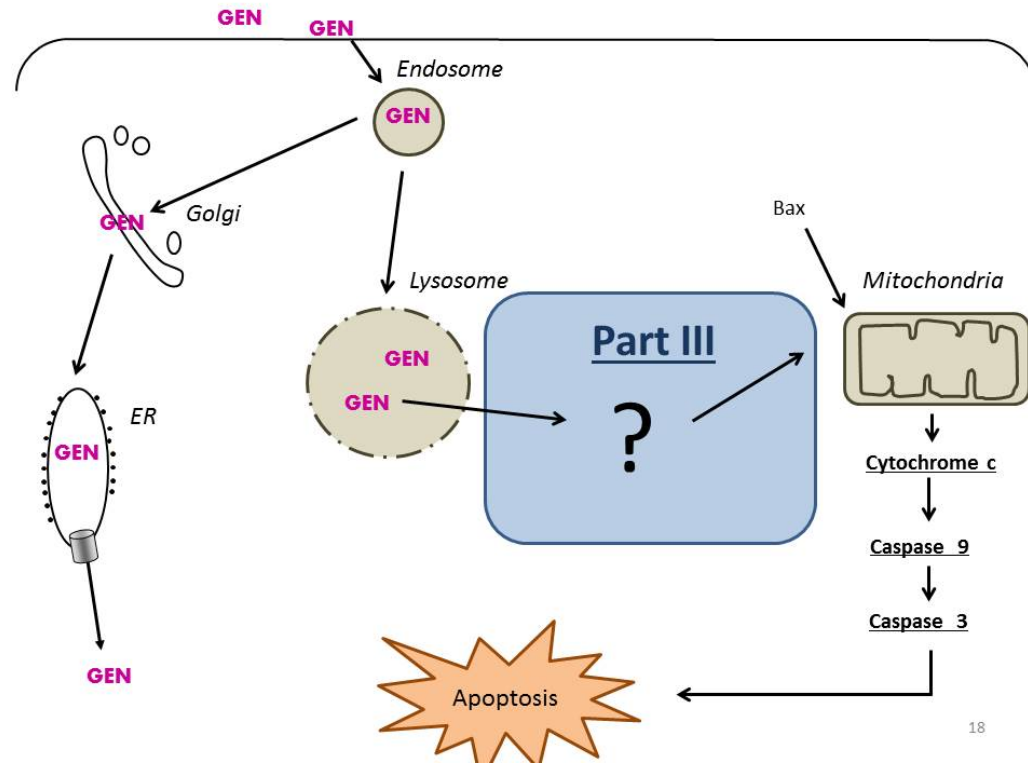 GEN
GEN
Endosome
GEN
GEN
Golgi
Bax
Lysosome
Mitochondria
GEN
GEN
Part III
?
ER
GEN
Cytochrome c
Caspase 9
Caspase 3
GEN
Apoptosis
18